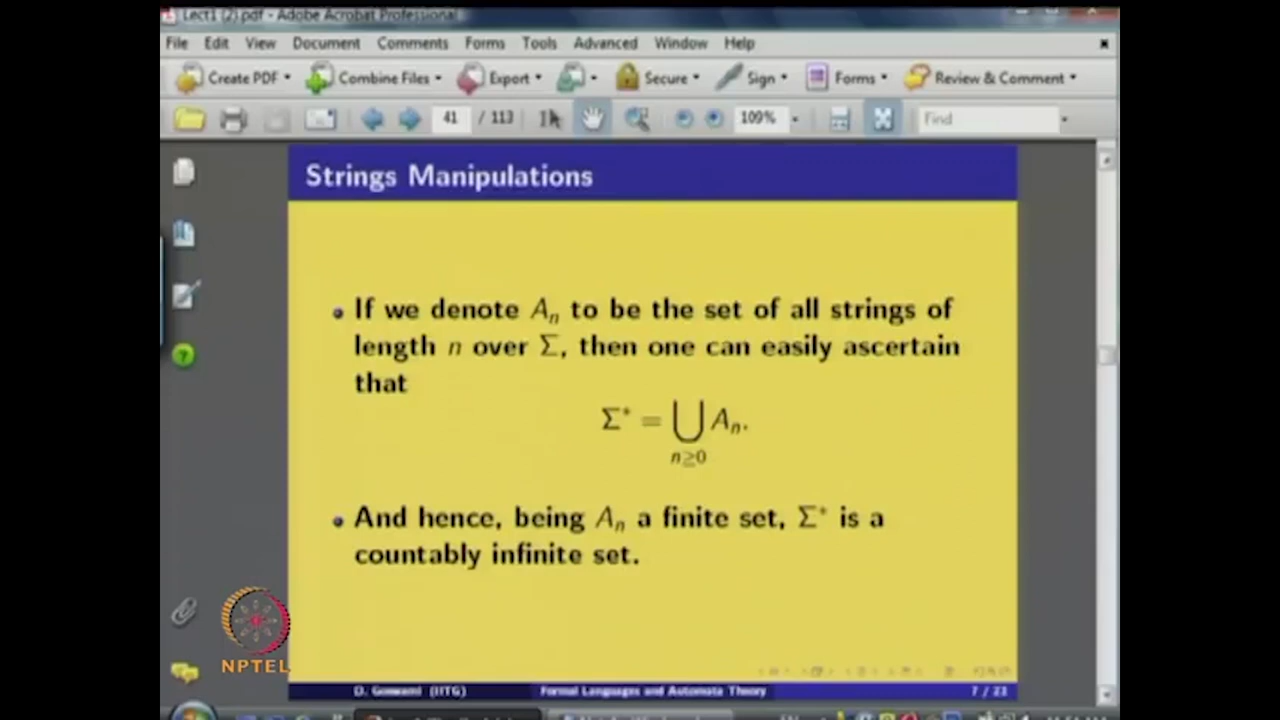 Lect1 (2).pdf - Adobe Acrobat Professional
File Edit View Document Comments Forms Tools Advanced Window Help
Create PDF Combine Files Export Secure Sign Forms Review & Comment
41 / 113 109% Find
Strings Manipulations
If we denote Aₙ to be the set of all strings of
length n over Σ, then one can easily ascertain
that
Σ* = ⋃ Aₙ.
n≥0
And hence, being Aₙ a finite set, Σ* is a
countably infinite set.
NPTEL
D. Goswami (IITG) Formal Languages and Automata Theory 7 / 21